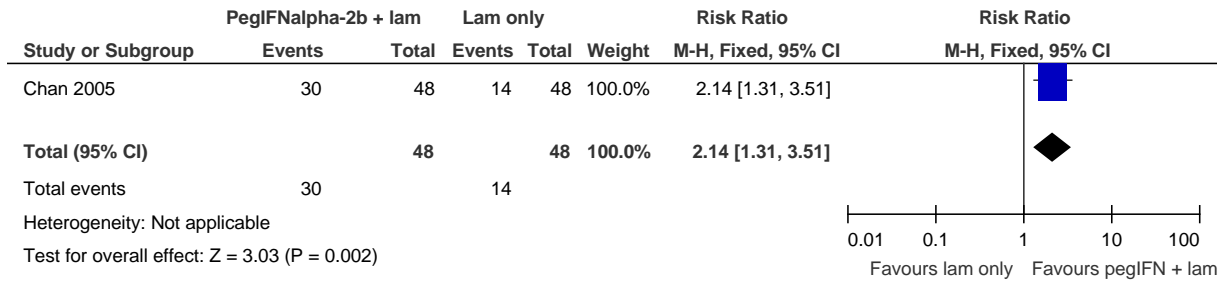 PegIFNalpha-2b + lam Lam only Risk Ratio Risk Ratio
Study or Subgroup Events Total Events Total Weight M-H, Fixed, 95% CI M-H, Fixed, 95% CI
Chan 2005 30 48 14 48 100.0% 2.14 [1.31, 3.51]
Total (95% CI) 48 48 100.0% 2.14 [1.31, 3.51]
Total events 30 14
Heterogeneity: Not applicable
Test for overall effect: Z = 3.03 (P = 0.002)
0.01 0.1 1 10 100
Favours lam only Favours pegIFN + lam